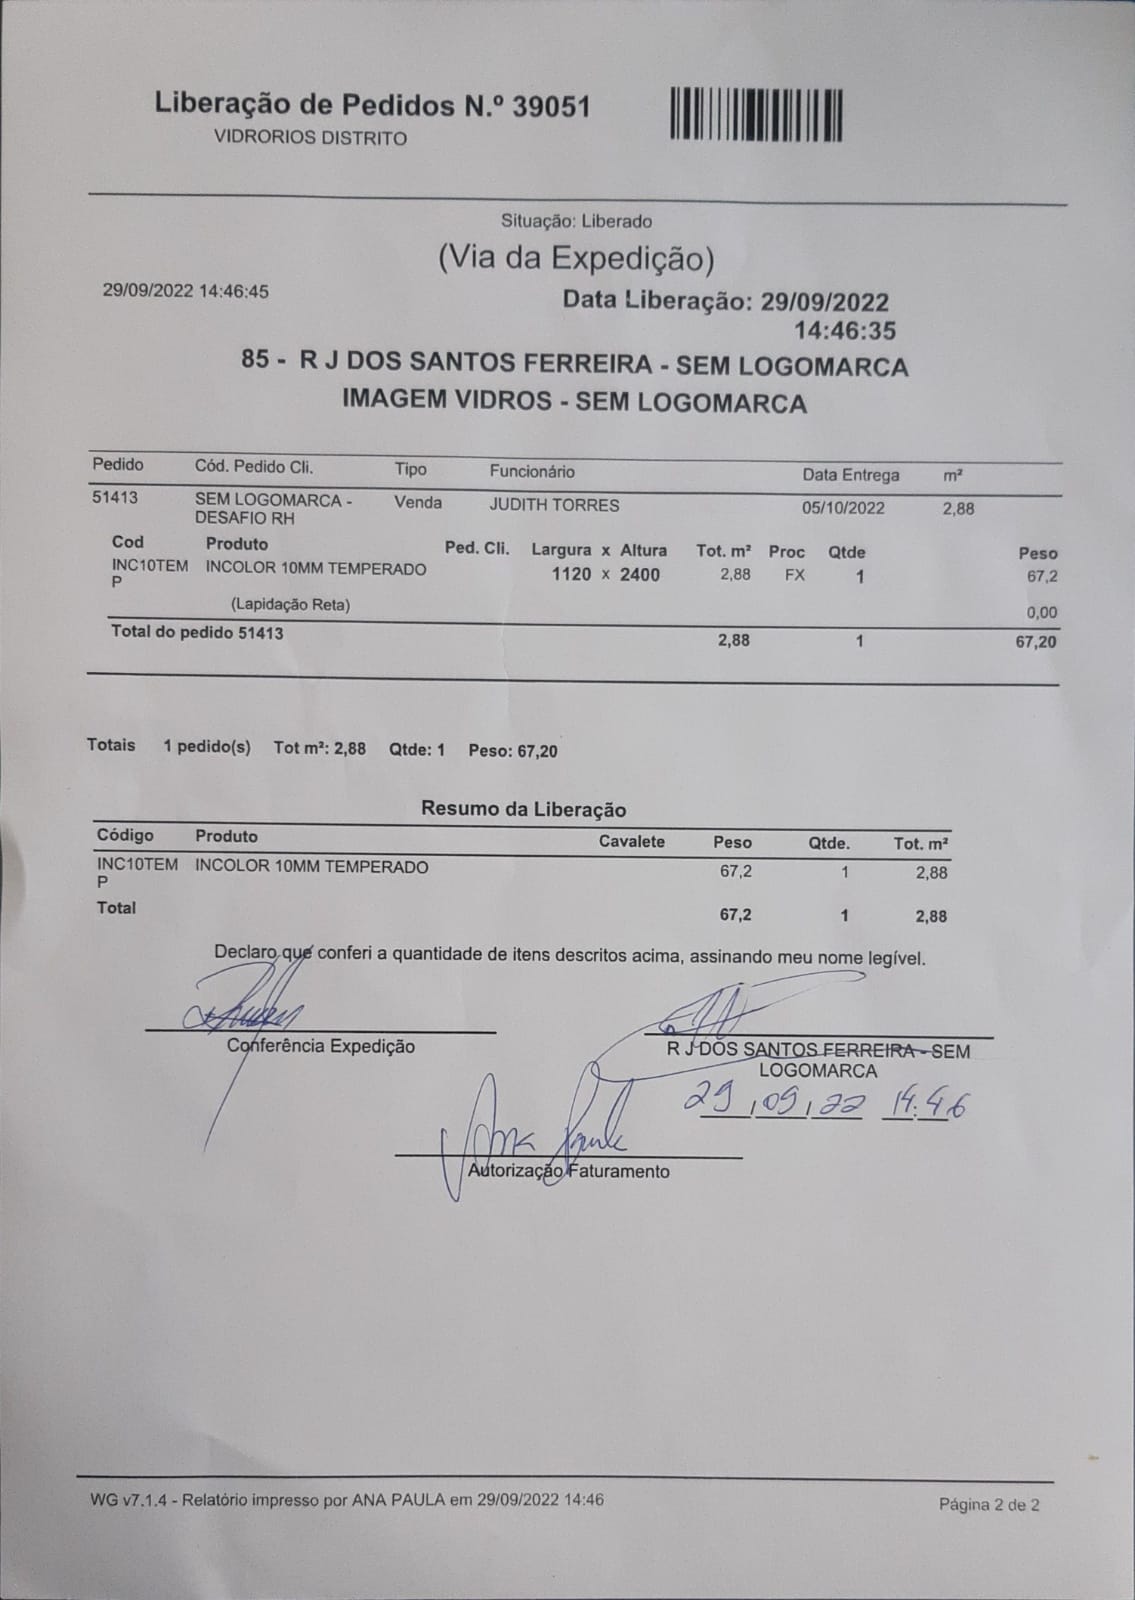 Liberação de Pedidos N.º 39051
VIDRORIOS DISTRITO
Situação: Liberado
(Via da Expedição)
29/09/2022 14:46:45
Data Liberação: 29/09/2022
14:46:35
85 - R J DOS SANTOS FERREIRA - SEM LOGOMARCA
IMAGEM VIDROS - SEM LOGOMARCA
Pedido Cód. Pedido Cli. Tipo Funcionário Data Entrega m²
51413 SEM LOGOMARCA - Venda JUDITH TORRES 05/10/2022 2,88
DESAFIO RH
Cod Produto Ped. Cli. Largura x Altura Tot. m² Proc Qtde Peso
INC10TEM INCOLOR 10MM TEMPERADO 1120 x 2400 2,88 FX 1 67,2
P
(Lapidação Reta) 0,00
Total do pedido 51413 2,88 1 67,20
Totais 1 pedido(s) Tot m²: 2,88 Qtde: 1 Peso: 67,20
Resumo da Liberação
Código Produto Cavalete Peso Qtde. Tot. m²
INC10TEM INCOLOR 10MM TEMPERADO 67,2 1 2,88
P
Total 67,2 1 2,88
Declaro que conferi a quantidade de itens descritos acima, assinando meu nome legível.
Conferência Expedição
R J DOS SANTOS FERREIRA - SEM
LOGOMARCA
29/09/22 14:46
Ana Paula
Autorização Faturamento
WG v7.1.4 - Relatório impresso por ANA PAULA em 29/09/2022 14:46
Página 2 de 2